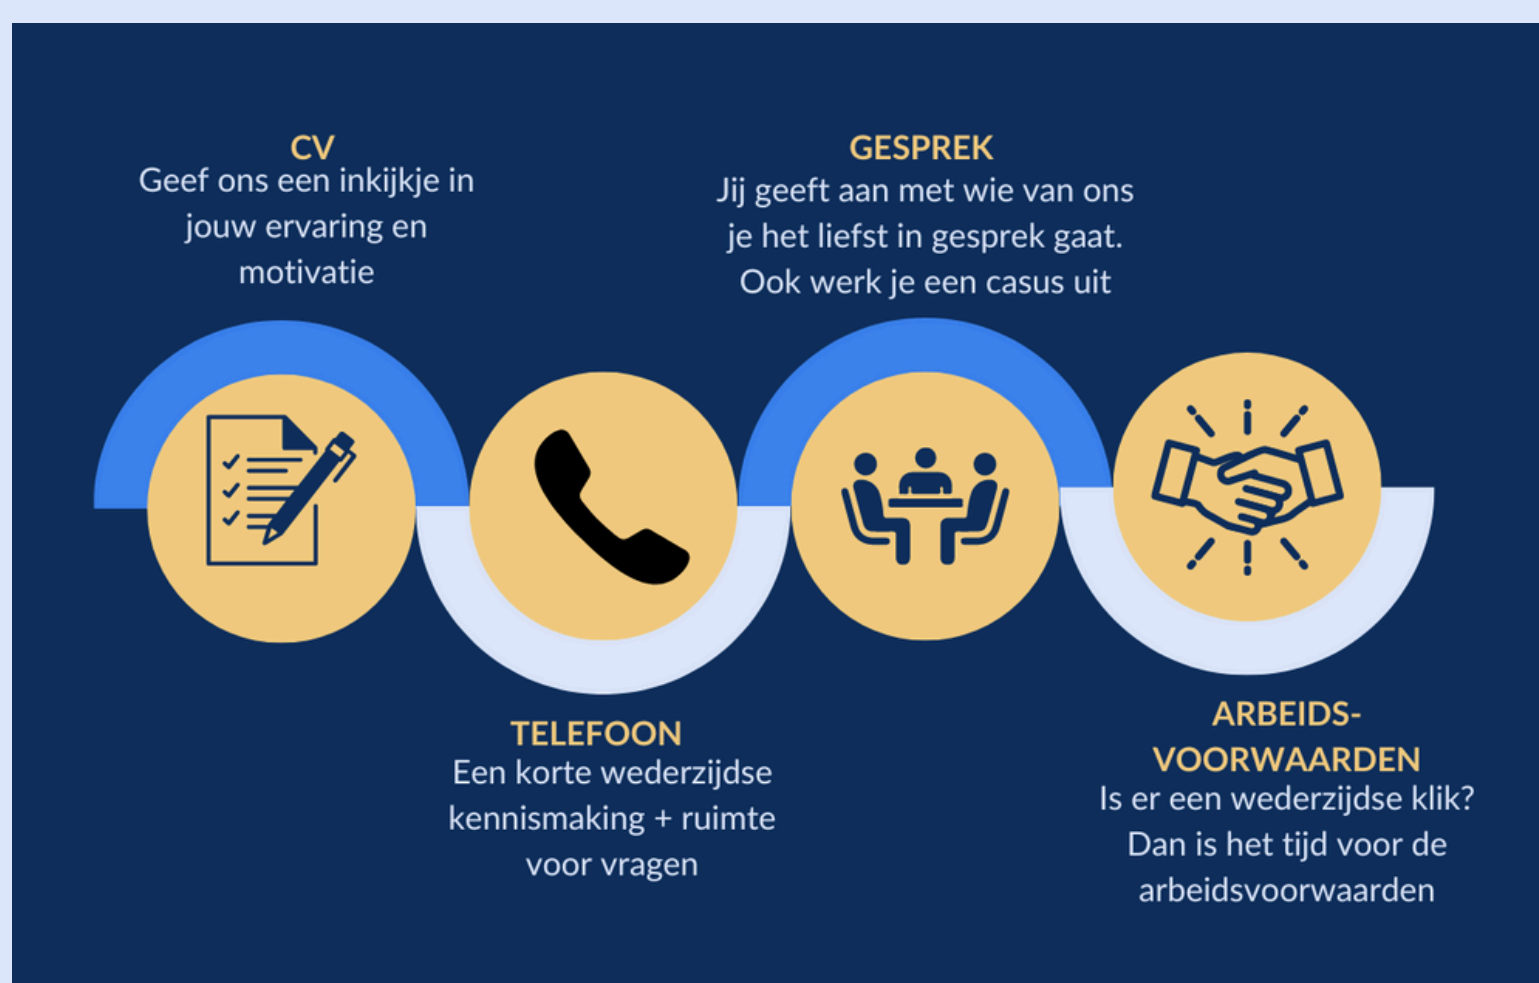 CV
Geef ons een inkijkje in
jouw ervaring en
motivatie
TELEFOON
Een korte wederzijdse
kennismaking + ruimte
voor vragen
GESPREK
Jij geeft aan met wie van ons
je het liefst in gesprek gaat.
Ook werk je een casus uit
ARBEIDS-
VOORWAARDEN
Is er een wederzijdse klik?
Dan is het tijd voor de
arbeidsvoorwaarden